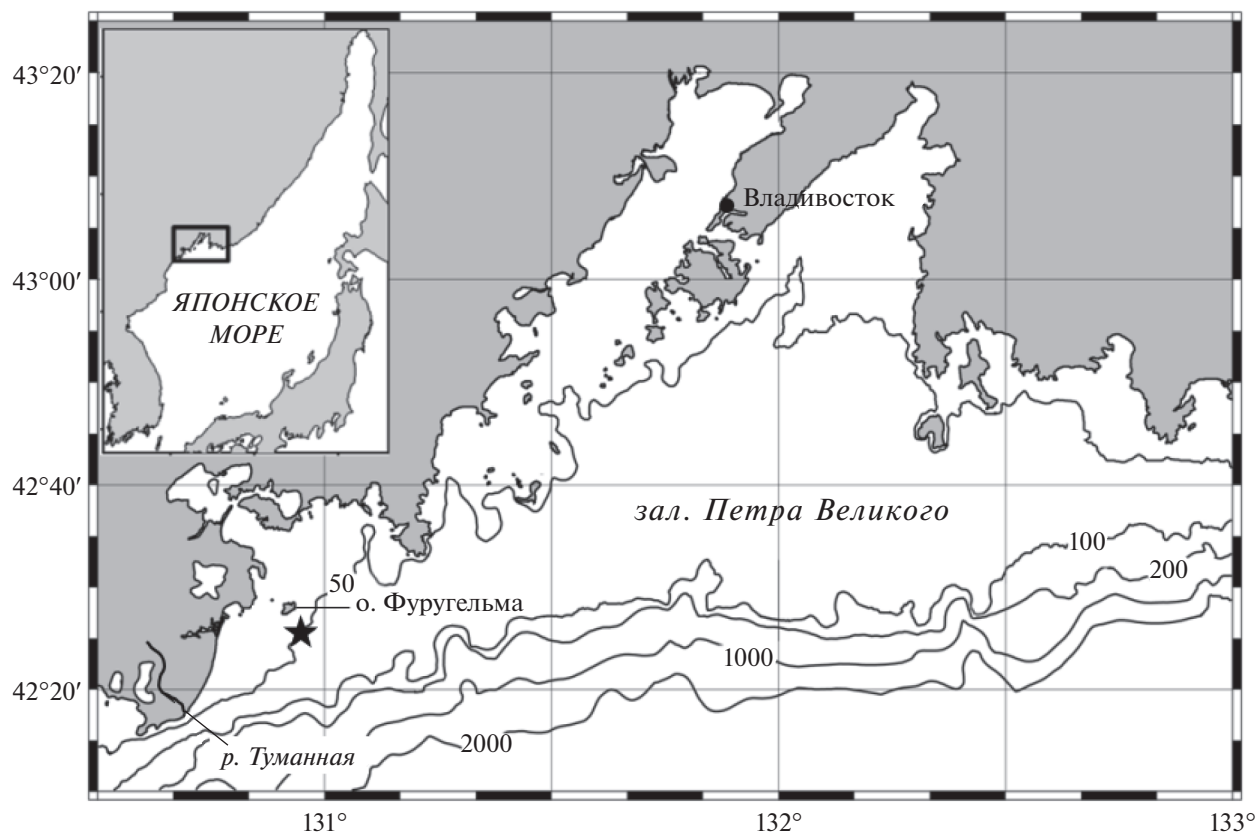 43°20′
Владивосток
43°00′
ЯПОНСКОЕ
МОРЕ
42°40′
зал. Петра Великого
100
200
50
о. Фуругельма
1000
42°20′
2000
р. Туманная
131°
132°
133°